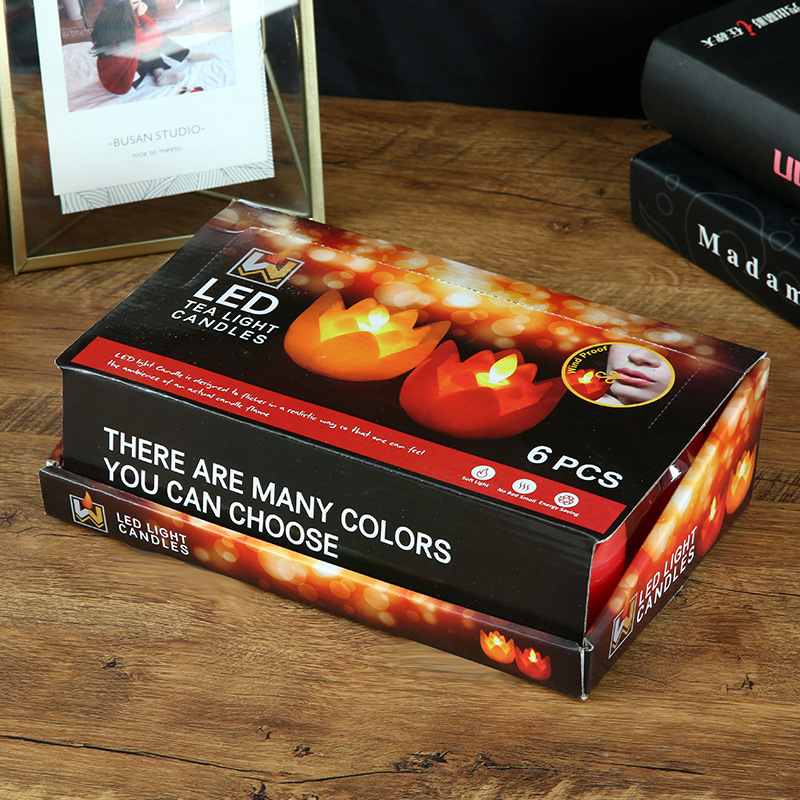 -BUSAN STUDIO-
nice to meetu.
Madam
LED
TEA LIGHT
CANDLES
Wind Proof
LED light Candle is designed to flicker in a realistic way so that one can feel
the ambience of an actual candle flame
6 PCS
Soft Light
No Bad Smell
Energy Saving
THERE ARE MANY COLORS
YOU CAN CHOOSE
LED LIGHT
CANDLES
LED LIGHT
CANDLES